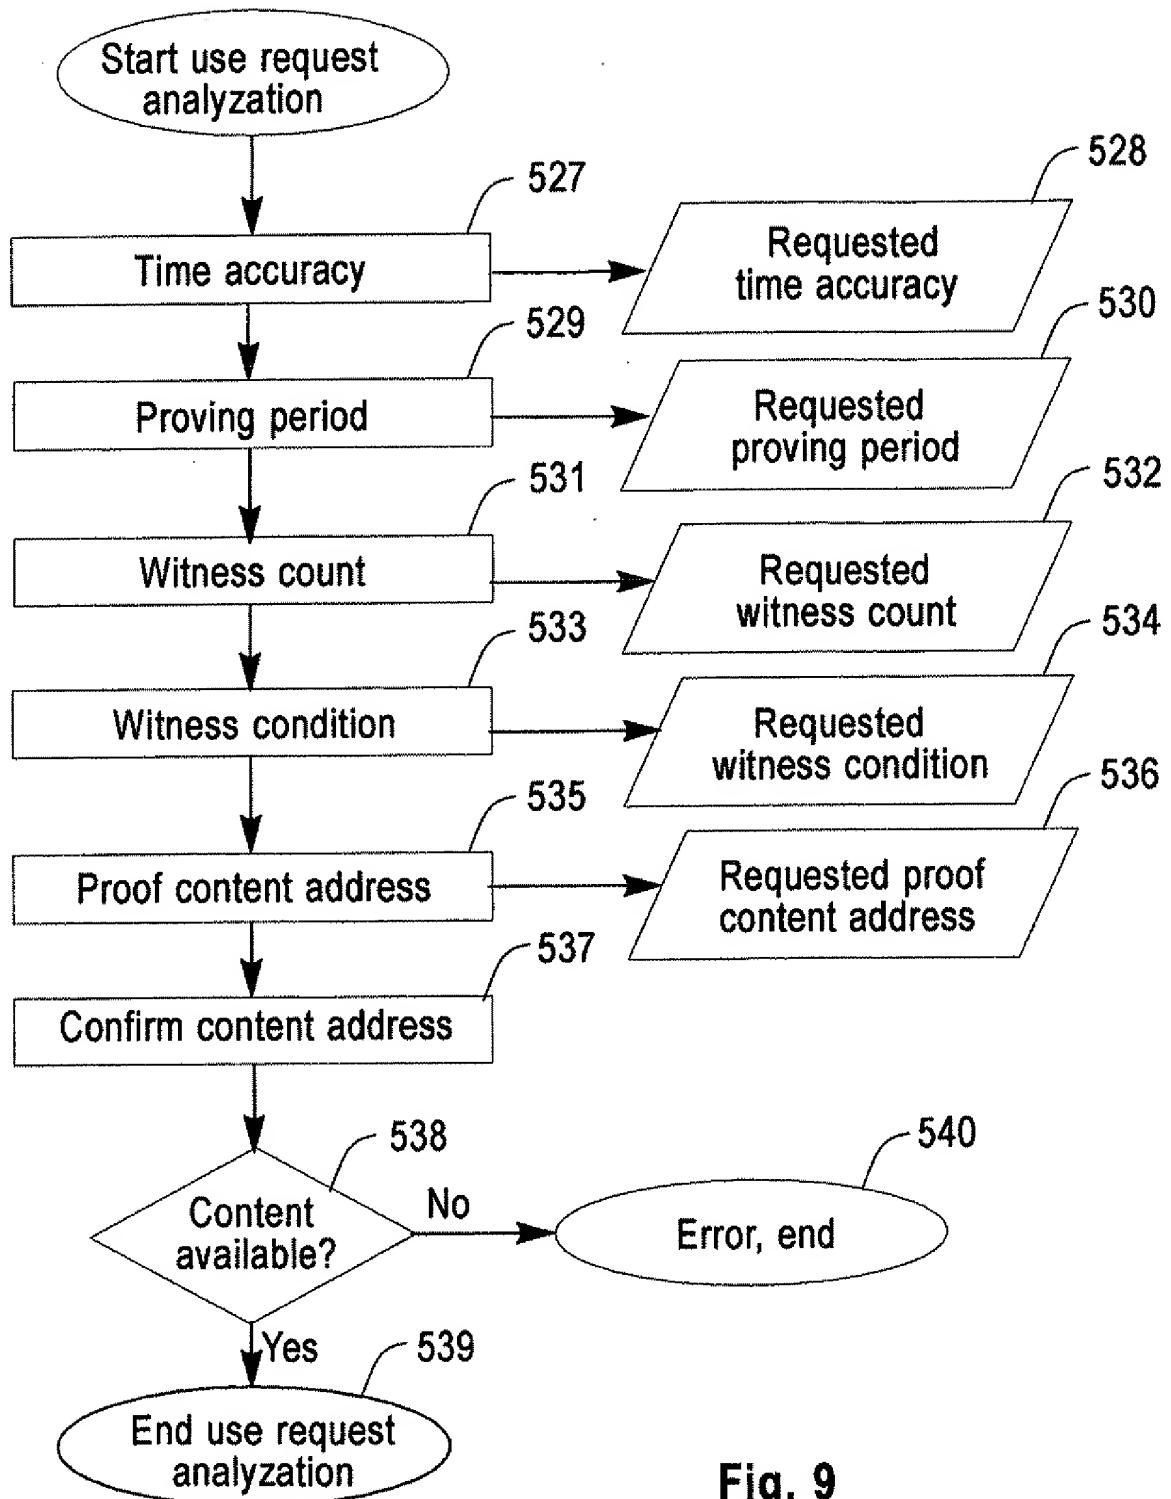 Start use request
analyzation
527
528
Time accuracy
Requested
time accuracy
529
530
Proving period
Requested
proving period
531
532
Witness count
Requested
witness count
533
534
Witness condition
Requested
witness condition
535
536
Proof content address
Requested proof
content address
537
Confirm content address
538
540
Content
available?
No
Error, end
Yes
539
End use request
analyzation
Fig. 9